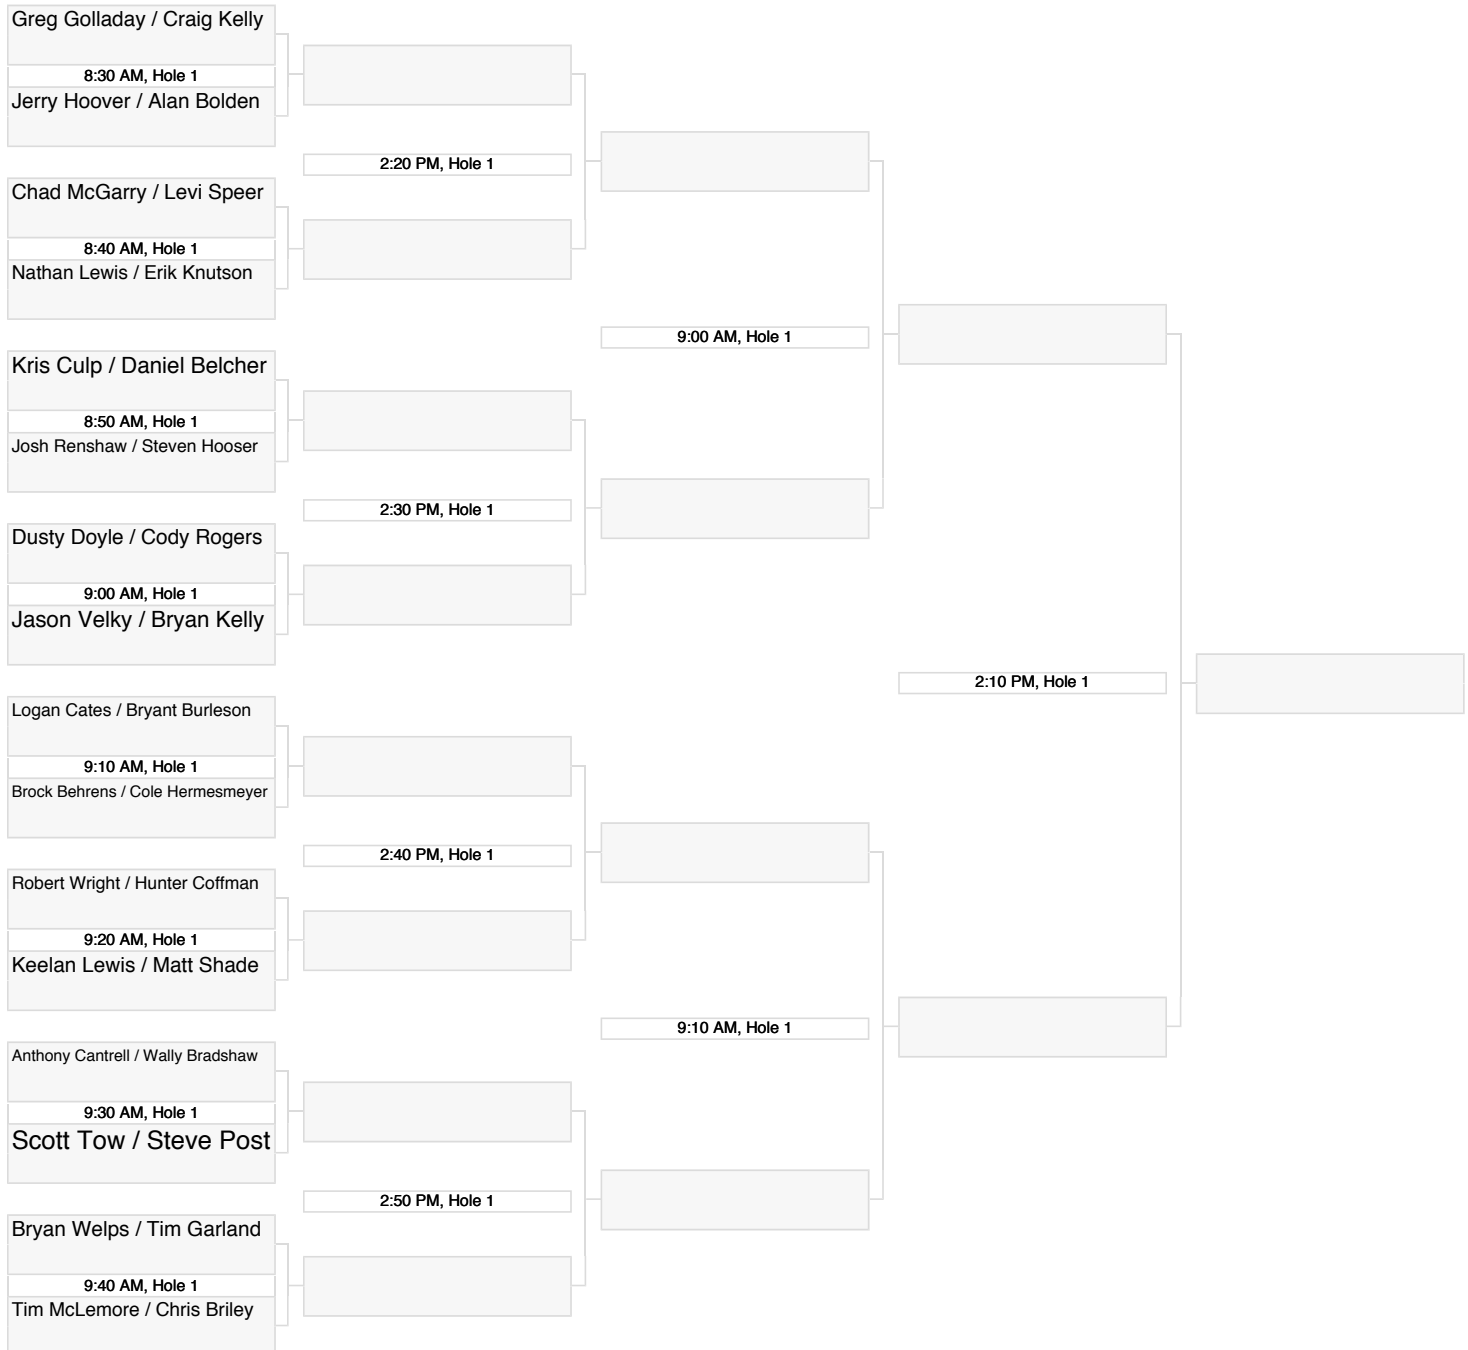 Greg Golladay / Craig Kelly
8:30 AM, Hole 1
Jerry Hoover / Alan Bolden
Chad McGarry / Levi Speer
8:40 AM, Hole 1
Nathan Lewis / Erik Knutson
Kris Culp / Daniel Belcher
8:50 AM, Hole 1
Josh Renshaw / Steven Hooser
Dusty Doyle / Cody Rogers
9:00 AM, Hole 1
Jason Velky / Bryan Kelly
Logan Cates / Bryant Burleson
9:10 AM, Hole 1
Brock Behrens / Cole Hermesmeyer
Robert Wright / Hunter Coffman
9:20 AM, Hole 1
Keelan Lewis / Matt Shade
Anthony Cantrell / Wally Bradshaw
9:30 AM, Hole 1
Scott Tow / Steve Post
Bryan Welps / Tim Garland
9:40 AM, Hole 1
Tim McLemore / Chris Briley
2:20 PM, Hole 1
2:30 PM, Hole 1
2:40 PM, Hole 1
2:50 PM, Hole 1
9:00 AM, Hole 1
9:10 AM, Hole 1
2:10 PM, Hole 1